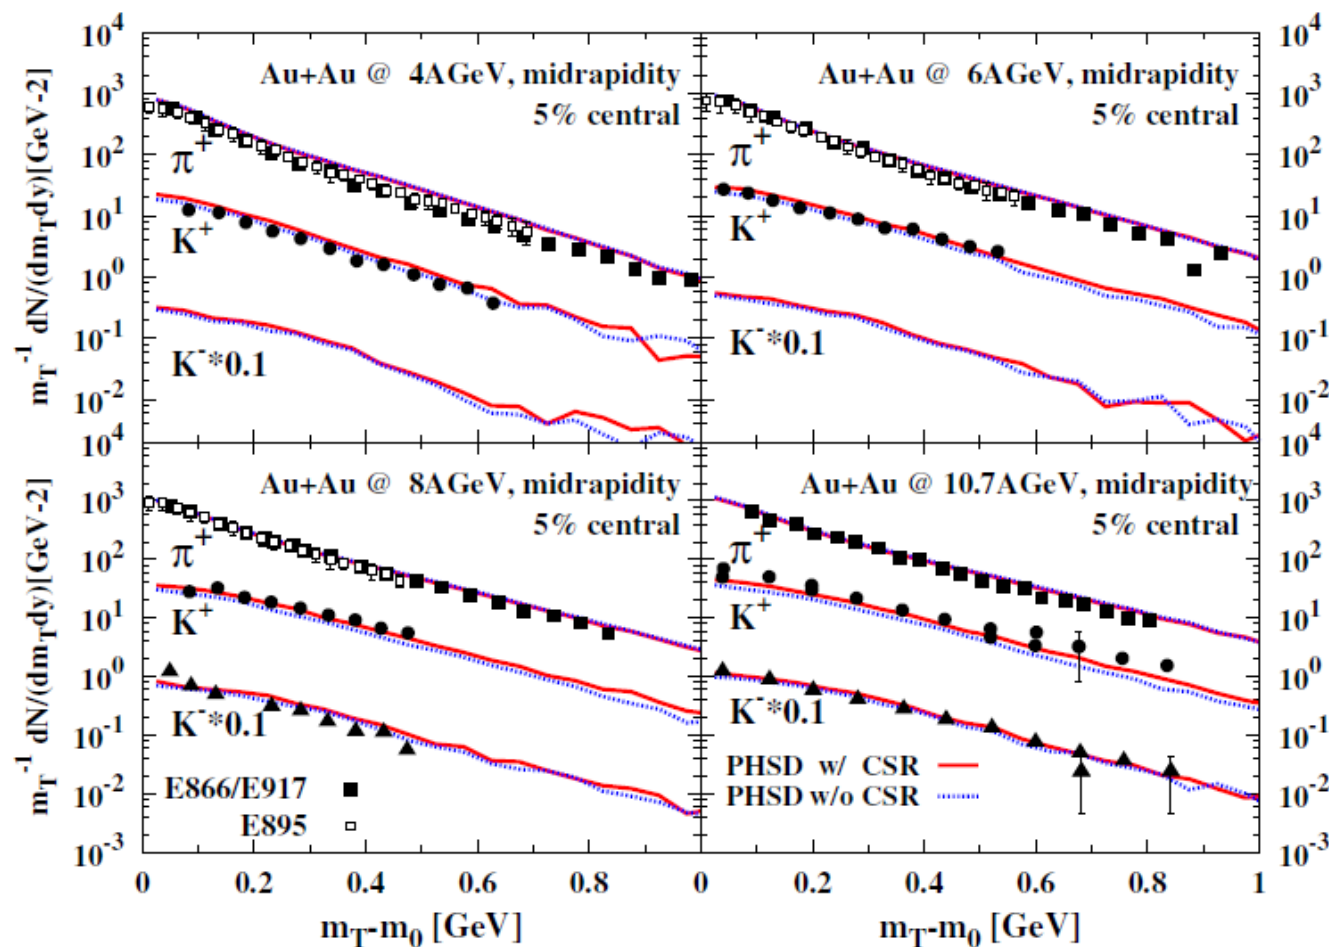 10^4
10^3
10^2
10^1
10^0
10^-1
10^-2
10^4
10^3
10^2
10^1
10^0
10^-1
10^-2
10^-3
m_T^-1 dN/(dm_T dy)[GeV-2]
m_T^-1 dN/(dm_T dy)[GeV-2]
Au+Au @ 4AGeV, midrapidity
5% central
π^+
K^+
K^-*0.1
Au+Au @ 6AGeV, midrapidity
5% central
π^+
K^+
K^-*0.1
10^4
10^3
10^2
10^1
10^0
10^-1
10^-2
10^4
10^3
10^2
10^1
10^0
10^-1
10^-2
10^-3
Au+Au @ 8AGeV, midrapidity
5% central
π^+
K^+
K^-*0.1
E866/E917
E895
Au+Au @ 10.7AGeV, midrapidity
5% central
π^+
K^+
K^-*0.1
PHSD w/ CSR
PHSD w/o CSR
0 0.2 0.4 0.6 0.8 0 0.2 0.4 0.6 0.8 1
m_T-m_0 [GeV] m_T-m_0 [GeV]